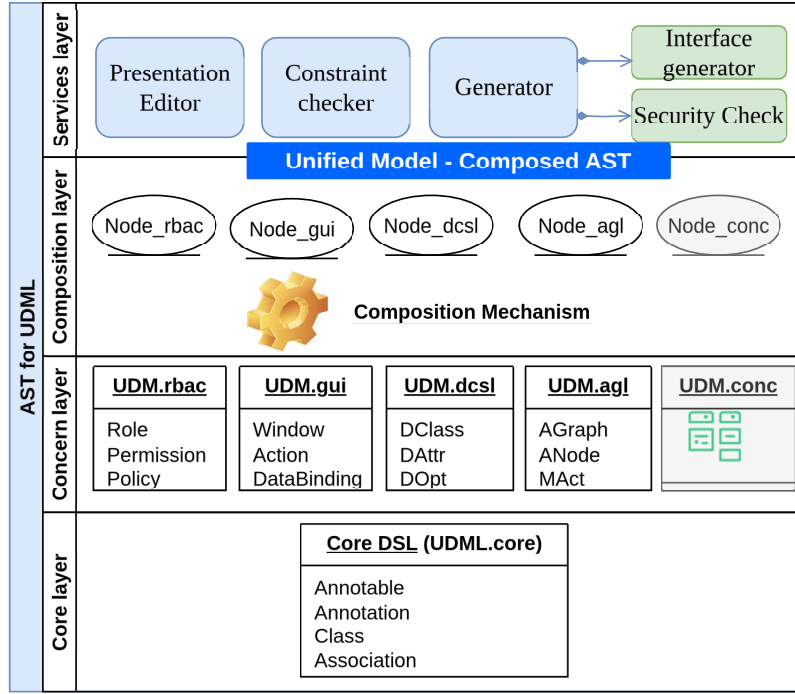 AST for UDML
Services layer
Presentation
Editor
Constraint
checker
Generator
Interface
generator
Security Check
Unified Model - Composed AST
Composition layer
Node_rbac
Node_gui
Node_dcsl
Node_agl
Node_conc
Composition Mechanism
Concern layer
UDM.rbac
Role
Permission
Policy
UDM.gui
Window
Action
DataBinding
UDM.dcsl
DClass
DAttr
DOpt
UDM.agl
AGraph
ANode
MAct
UDM.conc
Core layer
Core DSL (UDML.core)
Annotable
Annotation
Class
Association